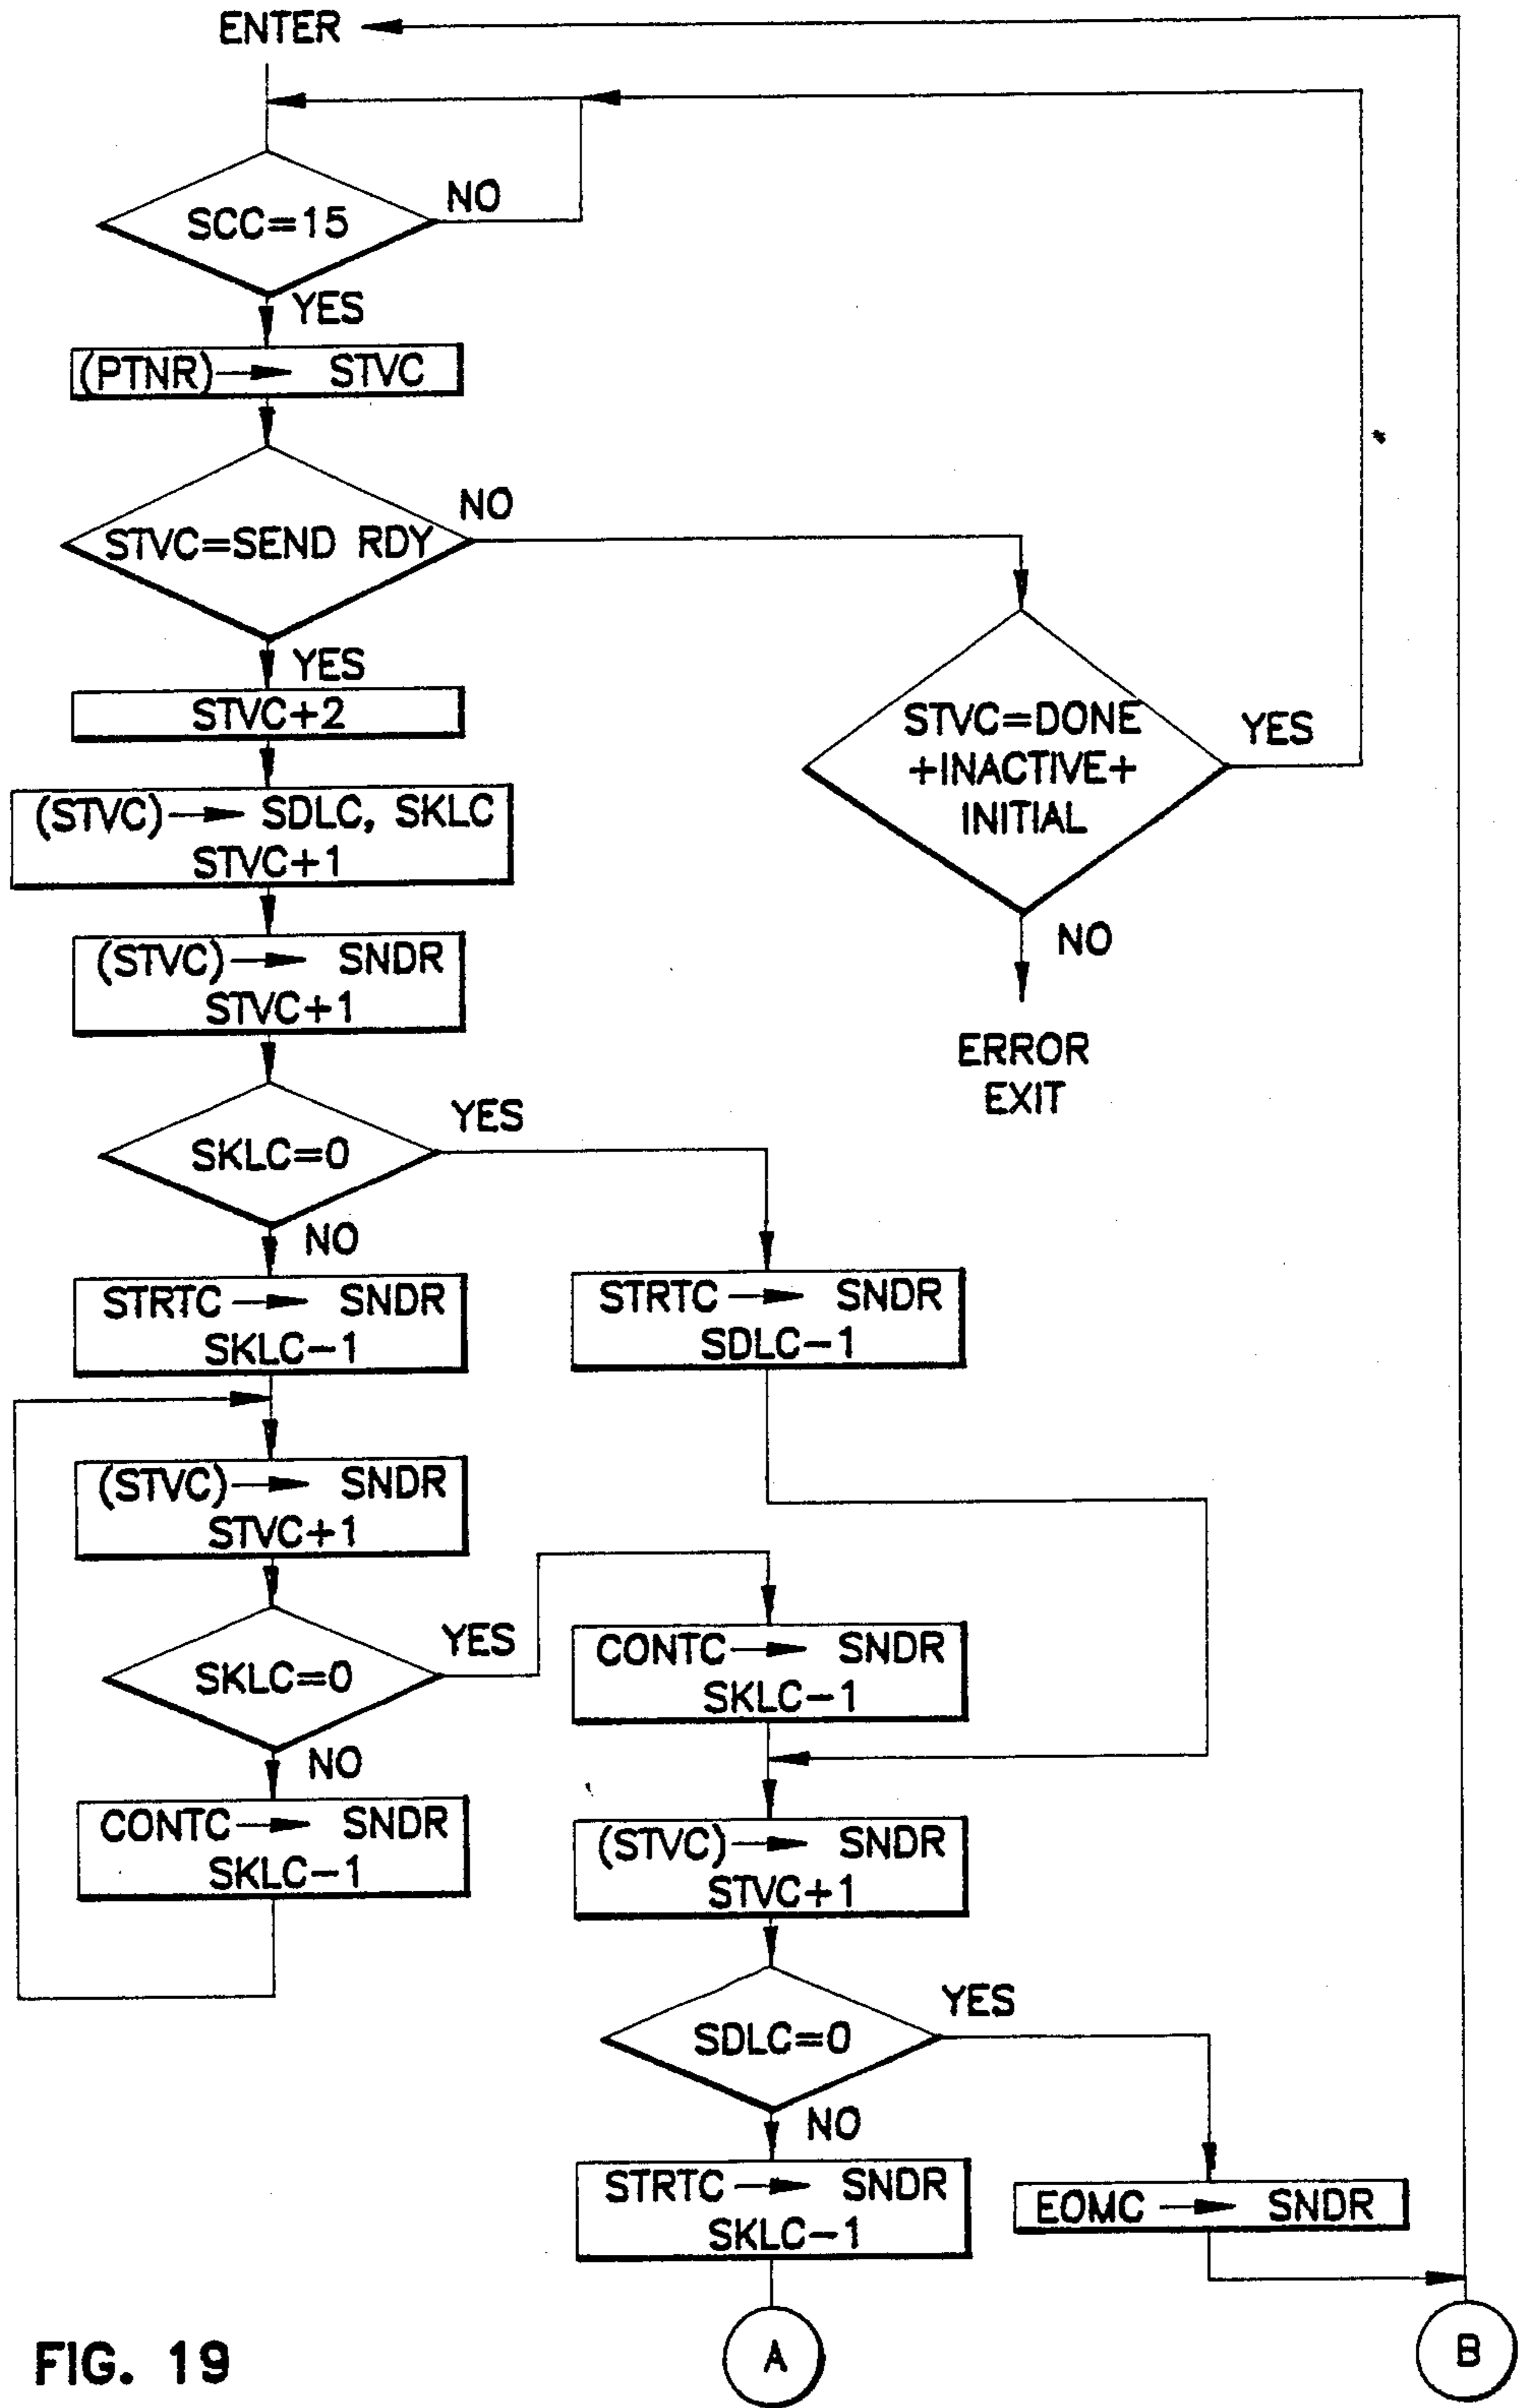 ENTER
SCC=15
NO
YES
(PTNR)→ STVC
STVC=SEND RDY
NO
YES
STVC+2
STVC=DONE
+INACTIVE+
INITIAL
YES
NO
ERROR
EXIT
(STVC)→ SDLC, SKLC
STVC+1
(STVC)→ SNDR
STVC+1
SKLC=0
YES
NO
STRTC→ SNDR
SKLC-1
STRTC→ SNDR
SDLC-1
(STVC)→ SNDR
STVC+1
SKLC=0
YES
NO
CONTC→ SNDR
SKLC-1
CONTC→ SNDR
SKLC-1
(STVC)→ SNDR
STVC+1
SDLC=0
YES
NO
STRTC→ SNDR
SKLC-1
EOMC→ SNDR
A
B
FIG. 19